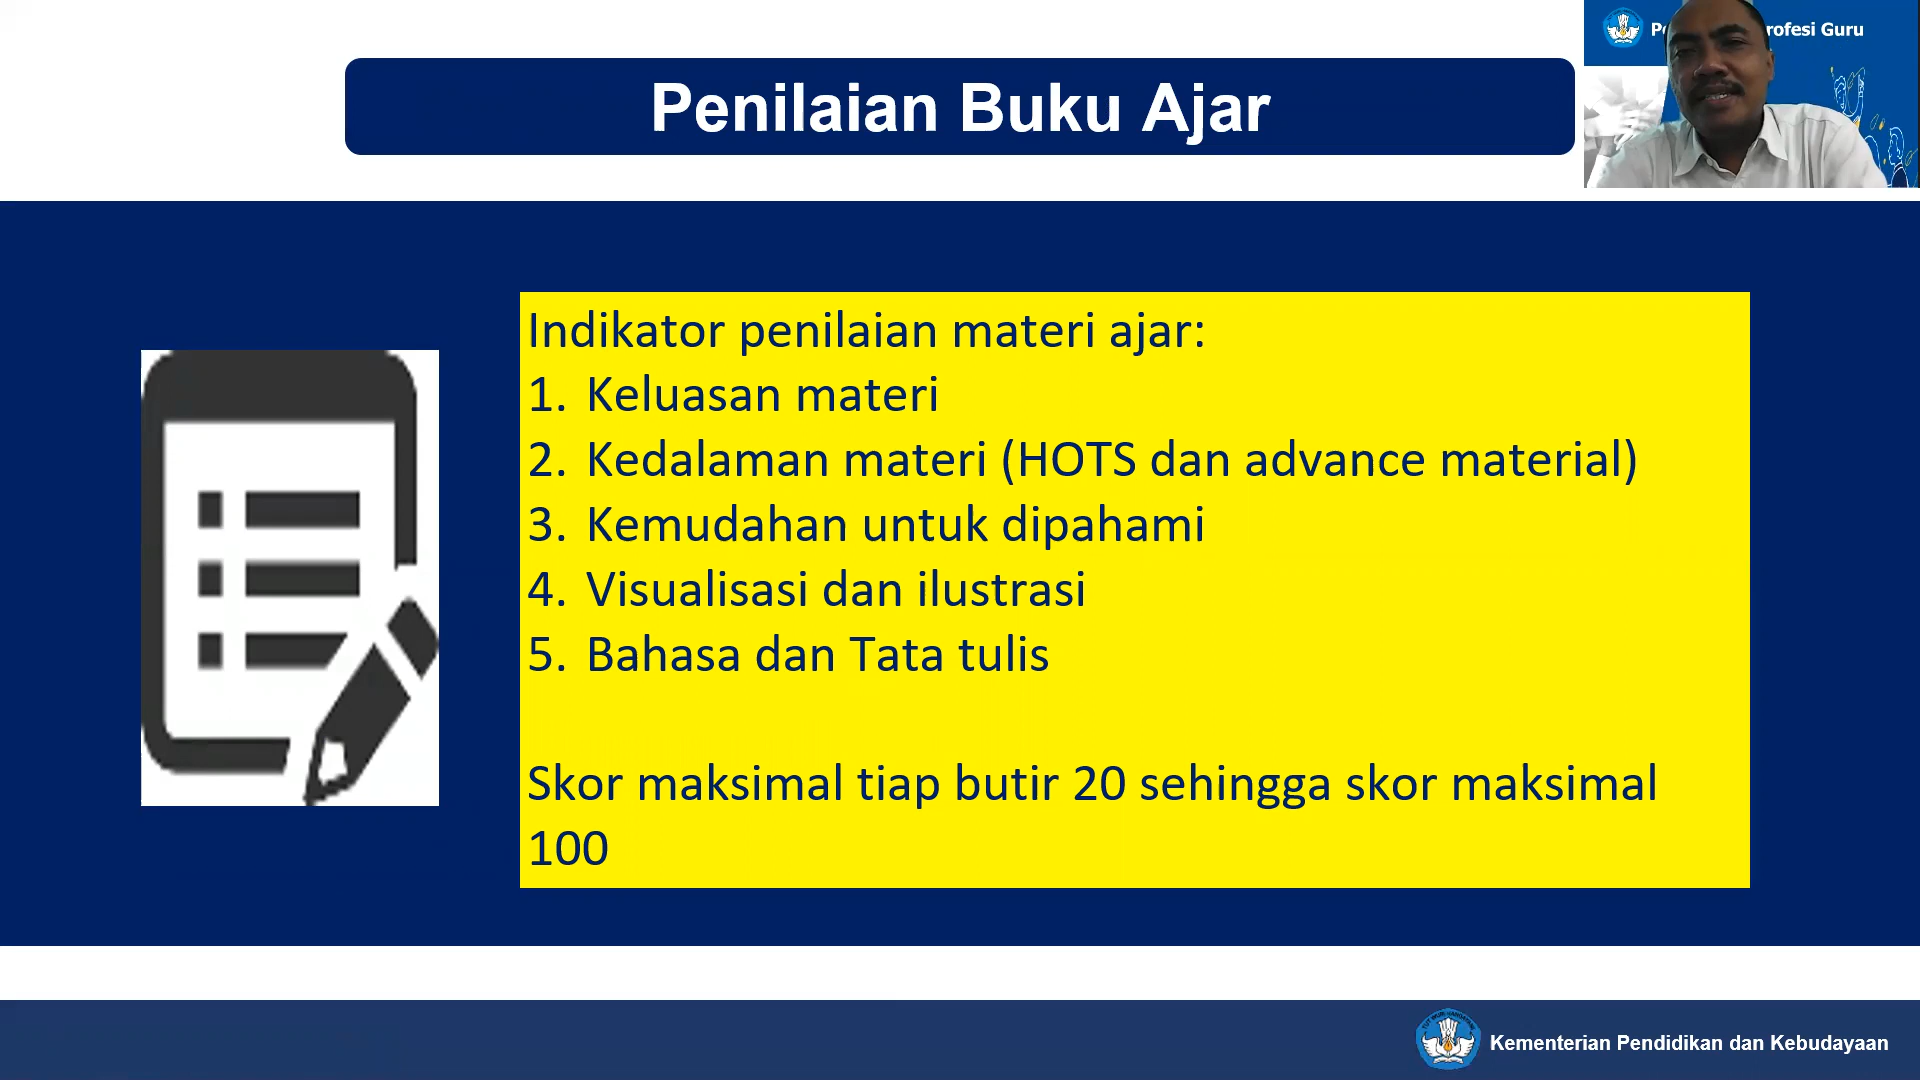 Penilaian Buku Ajar
rofesi Guru
Indikator penilaian materi ajar:
1. Keluasan materi
2. Kedalaman materi (HOTS dan advance material)
3. Kemudahan untuk dipahami
4. Visualisasi dan ilustrasi
5. Bahasa dan Tata tulis
Skor maksimal tiap butir 20 sehingga skor maksimal
100
Kementerian Pendidikan dan Kebudayaan